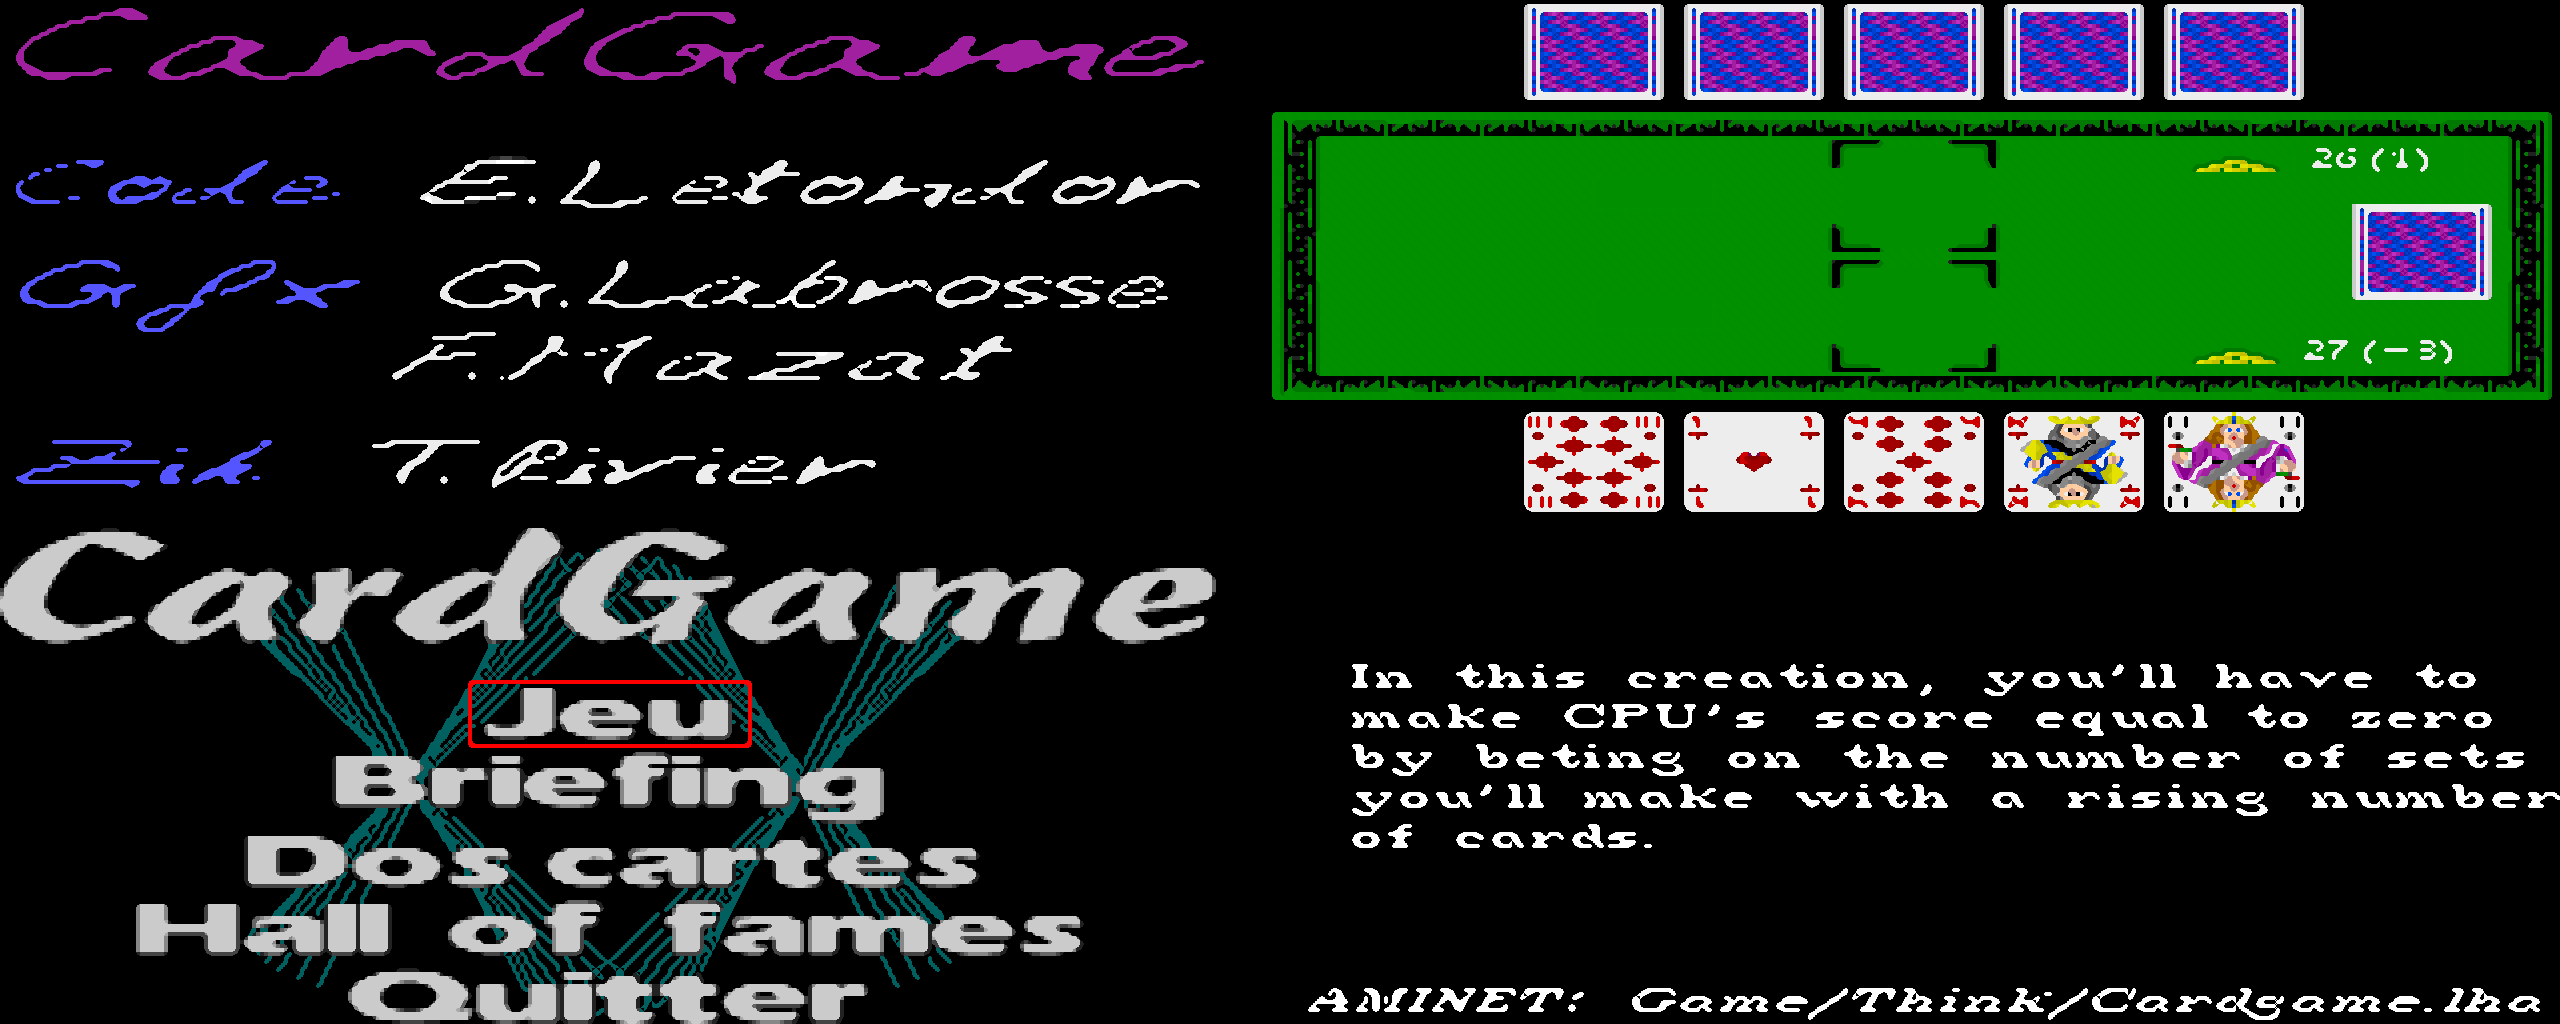 CardGame
Code E.Letondor
Gfx G.Labrosse
F.Mazat
Zik T.Rivier
26 (1)
27 (-3)
CardGame
Jeu
Briefing
Dos cartes
Hall of fames
Quitter
In this creation, you'll have to
make CPU's score equal to zero
by beting on the number of sets
you'll make with a rising number
of cards.
AMINET: Game/Think/Cardgame.lha